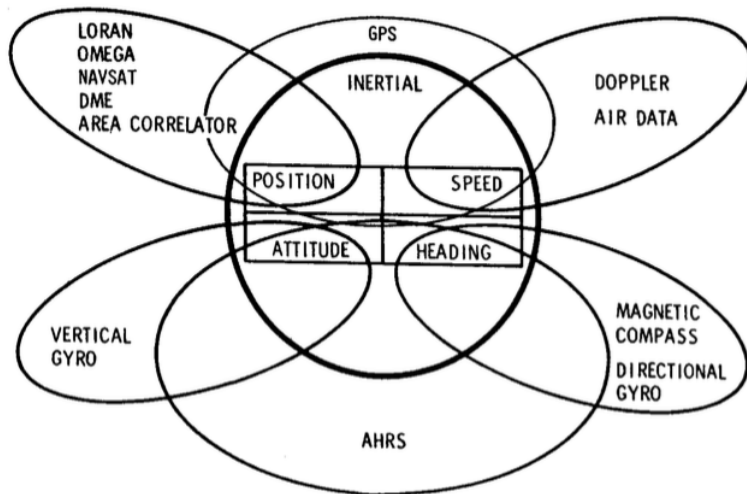 LORAN
OMEGA
NAVSAT
DME
AREA CORRELATOR
GPS
INERTIAL
DOPPLER
AIR DATA
POSITION
SPEED
ATTITUDE
HEADING
VERTICAL
GYRO
MAGNETIC
COMPASS
DIRECTIONAL
GYRO
AHRS